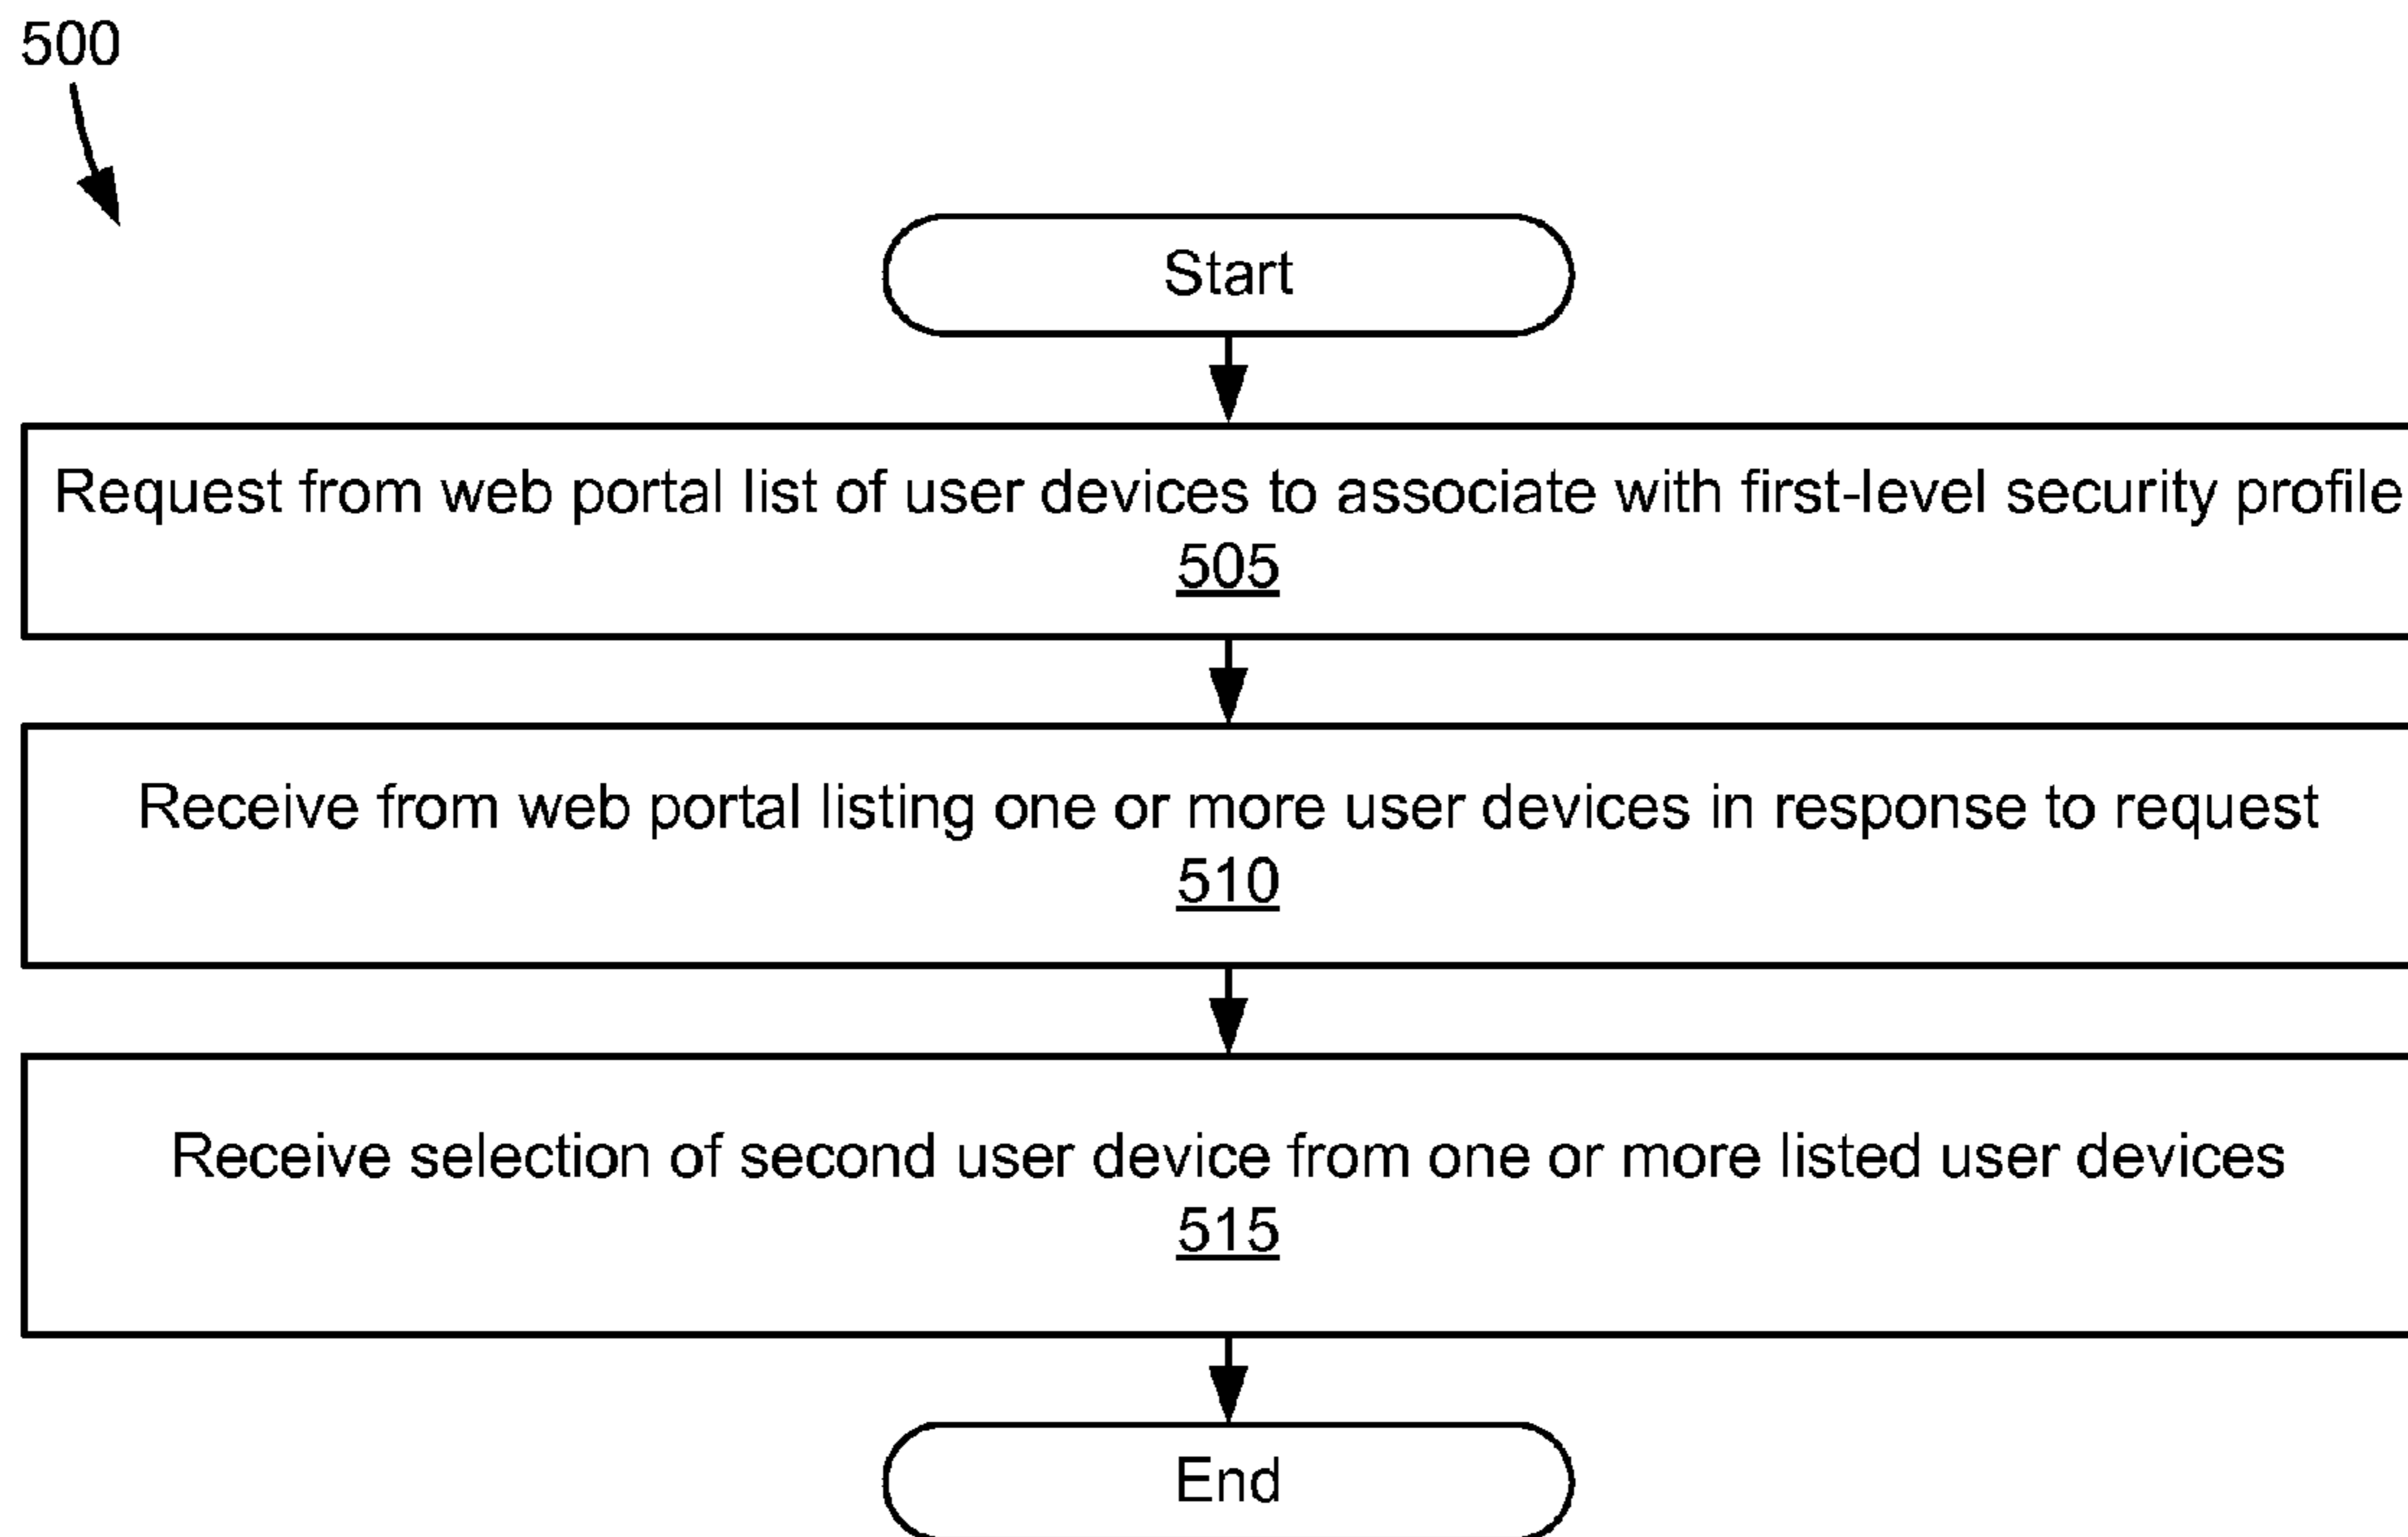 500
Start
Request from web portal list of user devices to associate with first-level security profile
505
Receive from web portal listing one or more user devices in response to request
510
Receive selection of second user device from one or more listed user devices
515
End